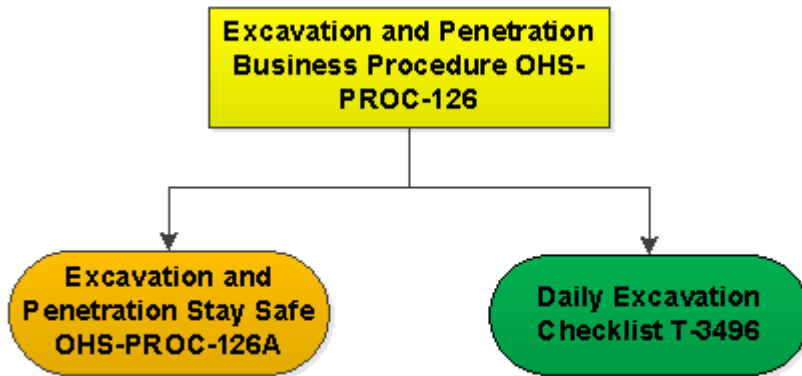 Excavation and Penetration
Business Procedure OHS-
PROC-126
Excavation and
Penetration Stay Safe
OHS-PROC-126A
Daily Excavation
Checklist T-3496